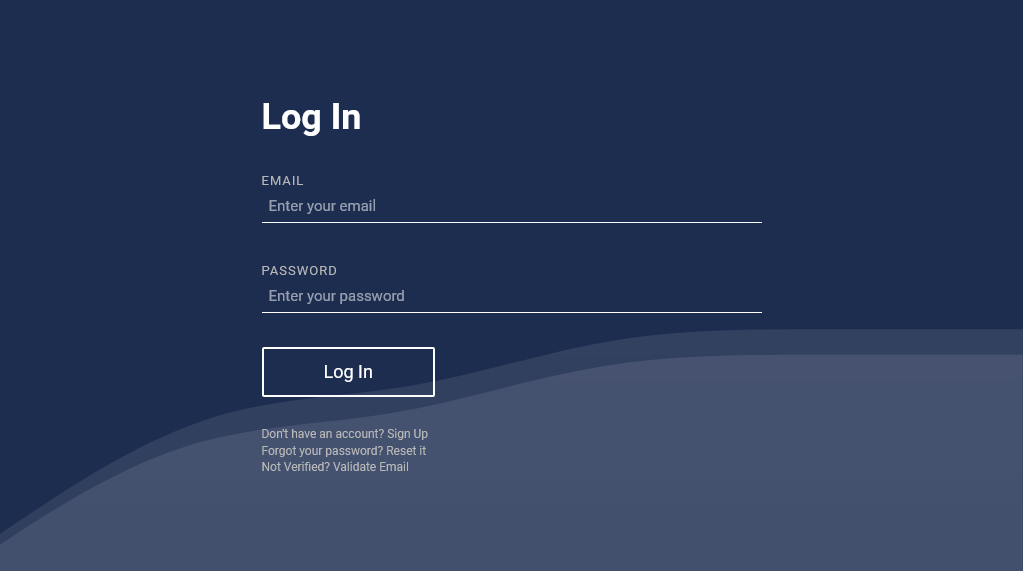 Log In
EMAIL
Enter your email
PASSWORD
Enter your password
Log In
Don't have an account? Sign Up
Forgot your password? Reset it
Not Verified? Validate Email